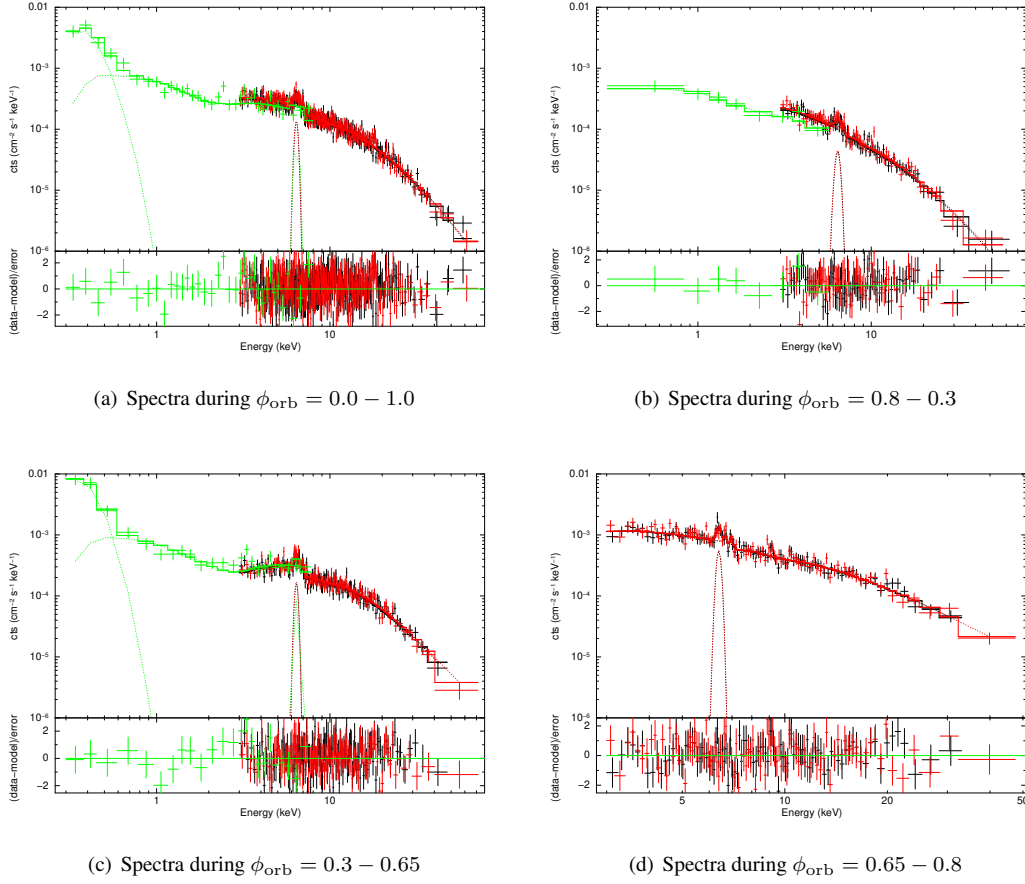 0.01
10⁻³
10⁻⁴
10⁻⁵
10⁻⁶
cts (cm⁻² s⁻¹ keV⁻¹)
2
0
−2
(data−model)/error
1
10
Energy (keV)
(a) Spectra during ϕorb = 0.0 − 1.0
0.01
10⁻³
10⁻⁴
10⁻⁵
10⁻⁶
cts (cm⁻² s⁻¹ keV⁻¹)
2
0
−2
(data−model)/error
1
10
Energy (keV)
(b) Spectra during ϕorb = 0.8 − 0.3
0.01
10⁻³
10⁻⁴
10⁻⁵
10⁻⁶
cts (cm⁻² s⁻¹ keV⁻¹)
2
0
−2
(data−model)/error
1
10
Energy (keV)
(c) Spectra during ϕorb = 0.3 − 0.65
0.01
10⁻³
10⁻⁴
10⁻⁵
10⁻⁶
cts (cm⁻² s⁻¹ keV⁻¹)
2
0
−2
(data−model)/error
5
10
20
50
Energy (keV)
(d) Spectra during ϕorb = 0.65 − 0.8